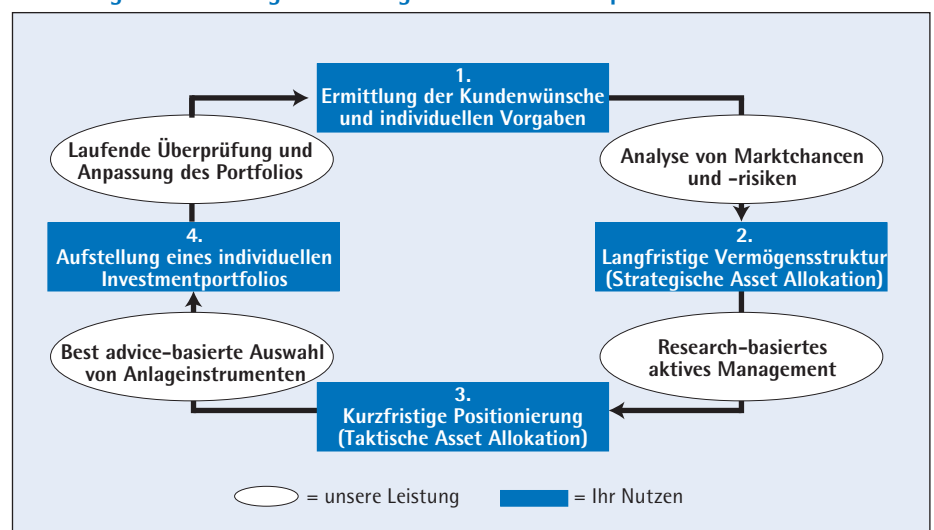 1.
Ermittlung der Kundenwünsche
und individuellen Vorgaben
Analyse von Marktchancen
und -risiken
2.
Langfristige Vermögensstruktur
(Strategische Asset Allokation)
Research-basiertes
aktives Management
3.
Kurzfristige Positionierung
(Taktische Asset Allokation)
Best advice-basierte Auswahl
von Anlageinstrumenten
4.
Aufstellung eines individuellen
Investmentportfolios
Laufende Überprüfung und
Anpassung des Portfolios
= unsere Leistung
= Ihr Nutzen